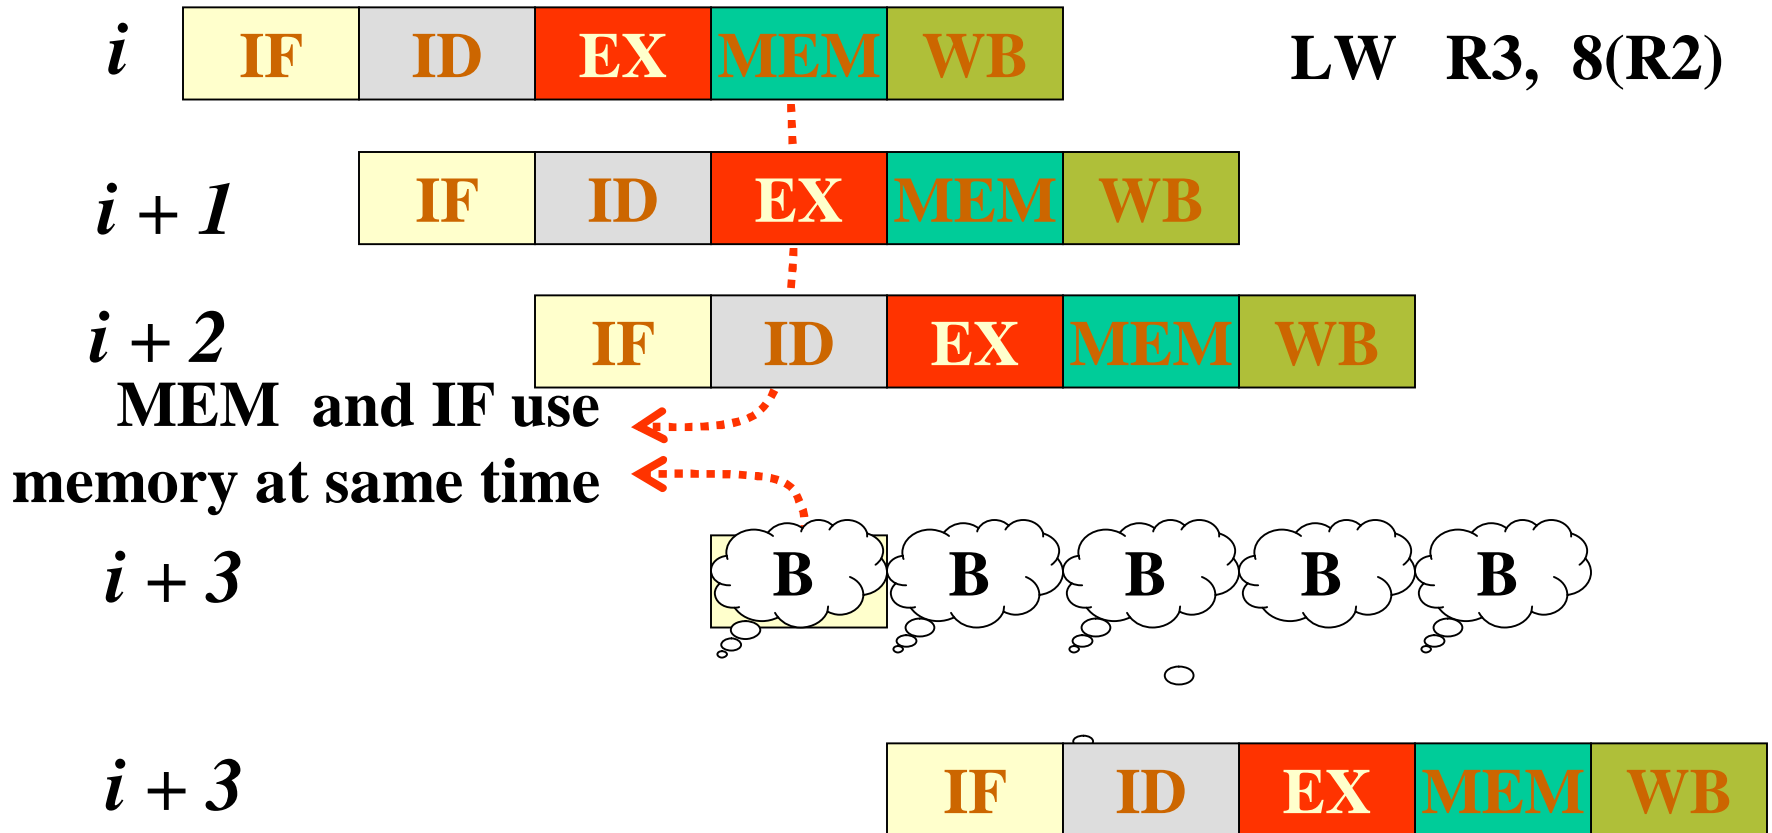 i IF ID EX MEM WB LW R3, 8(R2)
i + 1 IF ID EX MEM WB
i + 2 IF ID EX MEM WB
MEM and IF use
memory at same time
i + 3 B B B B B
i + 3 IF ID EX MEM WB